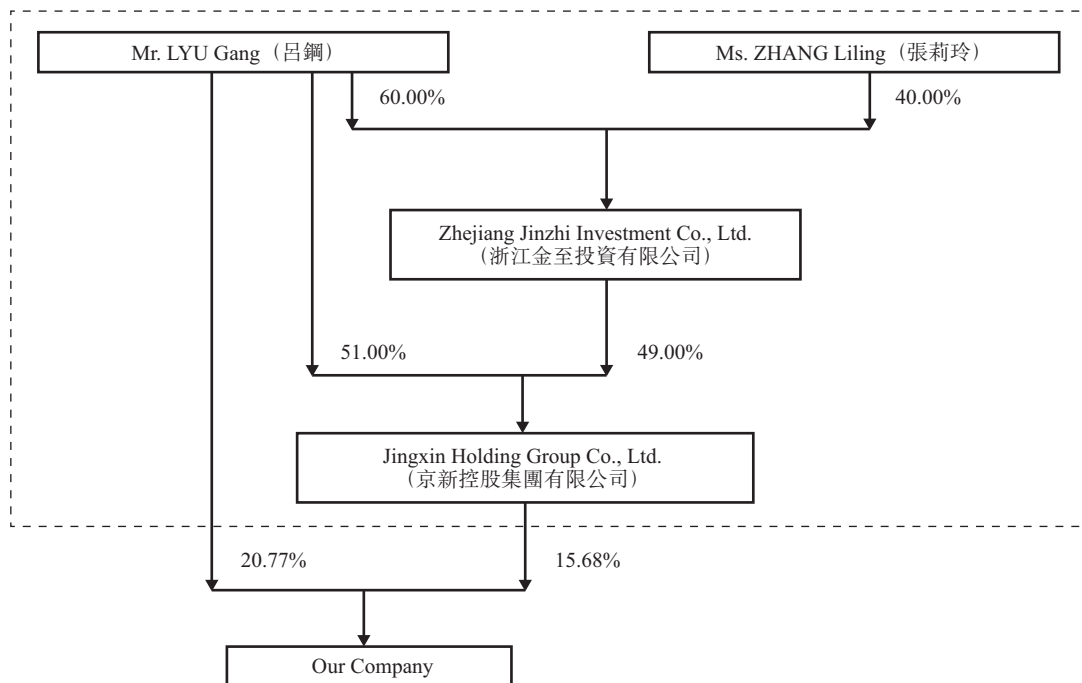 Mr. LYU Gang（呂鋼）
Ms. ZHANG Liling（張莉玲）
60.00%
40.00%
Zhejiang Jinzhi Investment Co., Ltd.
（浙江金至投資有限公司）
51.00%
49.00%
Jingxin Holding Group Co., Ltd.
（京新控股集團有限公司）
20.77%
15.68%
Our Company